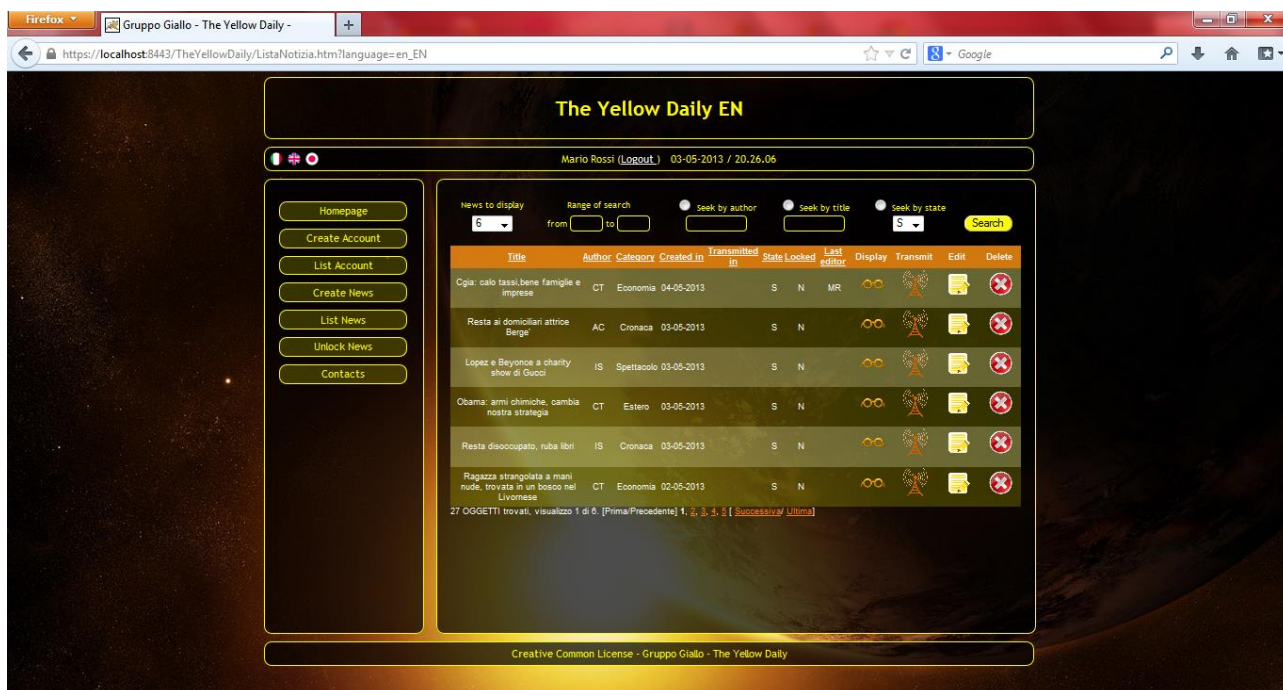 Firefox
Gruppo Giallo - The Yellow Daily -
https://localhost:8443/TheYellowDaily/ListaNotizia.htm?language=en_EN
Google
The Yellow Daily EN
Mario Rossi (Logout ) 03-05-2013 / 20.26.06
Homepage
Create Account
List Account
Create News
List News
Unlock News
Contacts
News to display Range of search Seek by author Seek by title Seek by state
6 from to S Search
Title Author Category Created in Transmitted in State Locked Last editor Display Transmit Edit Delete
Cgia: calo tassi,bene famiglie e
imprese
CT Economia 04-05-2013 S N MR
Resta ai domiciliari attrice
Berge'
AC Cronaca 03-05-2013 S N
Lopez e Beyonce a charity
show di Gucci
IS Spettacolo 03-05-2013 S N
Obama: armi chimiche, cambia
nostra strategia
CT Estero 03-05-2013 S N
Resta disoccupato, ruba libri IS Cronaca 03-05-2013 S N
Ragazza strangolata a mani
nude, trovata in un bosco nel
Livornese
CT Economia 02-05-2013 S N
27 OGGETTI trovati, visualizzo 1 di 6. [Prima/Precedente] 1, 2, 3, 4, 5 [ Successiva/ Ultima]
Creative Common License - Gruppo Giallo - The Yellow Daily